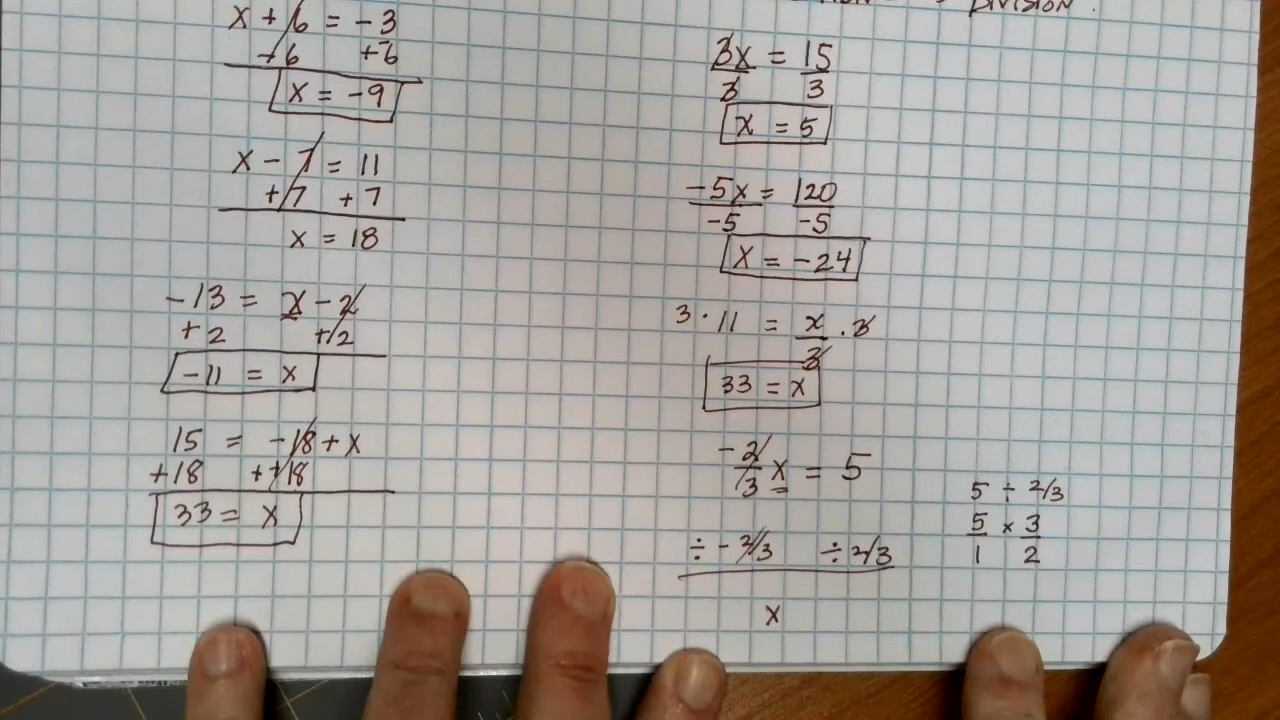 x + 6 = -3
-6 +-6
x = -9
x - 7 = 11
+7 +7
x = 18
-13 = x - 2
+2 +2
-11 = x
15 = -18 + x
+18 ++18
33 = x
DIVISION.
3x = 15
3 3
x = 5
-5x = 120
-5 -5
x = -24
3 · 11 = x · 3
3
33 = x
-2/3 x = 5
÷ - 2/3 ÷ 2/3
x
5 ÷ 2/3
5 × 3
1 2